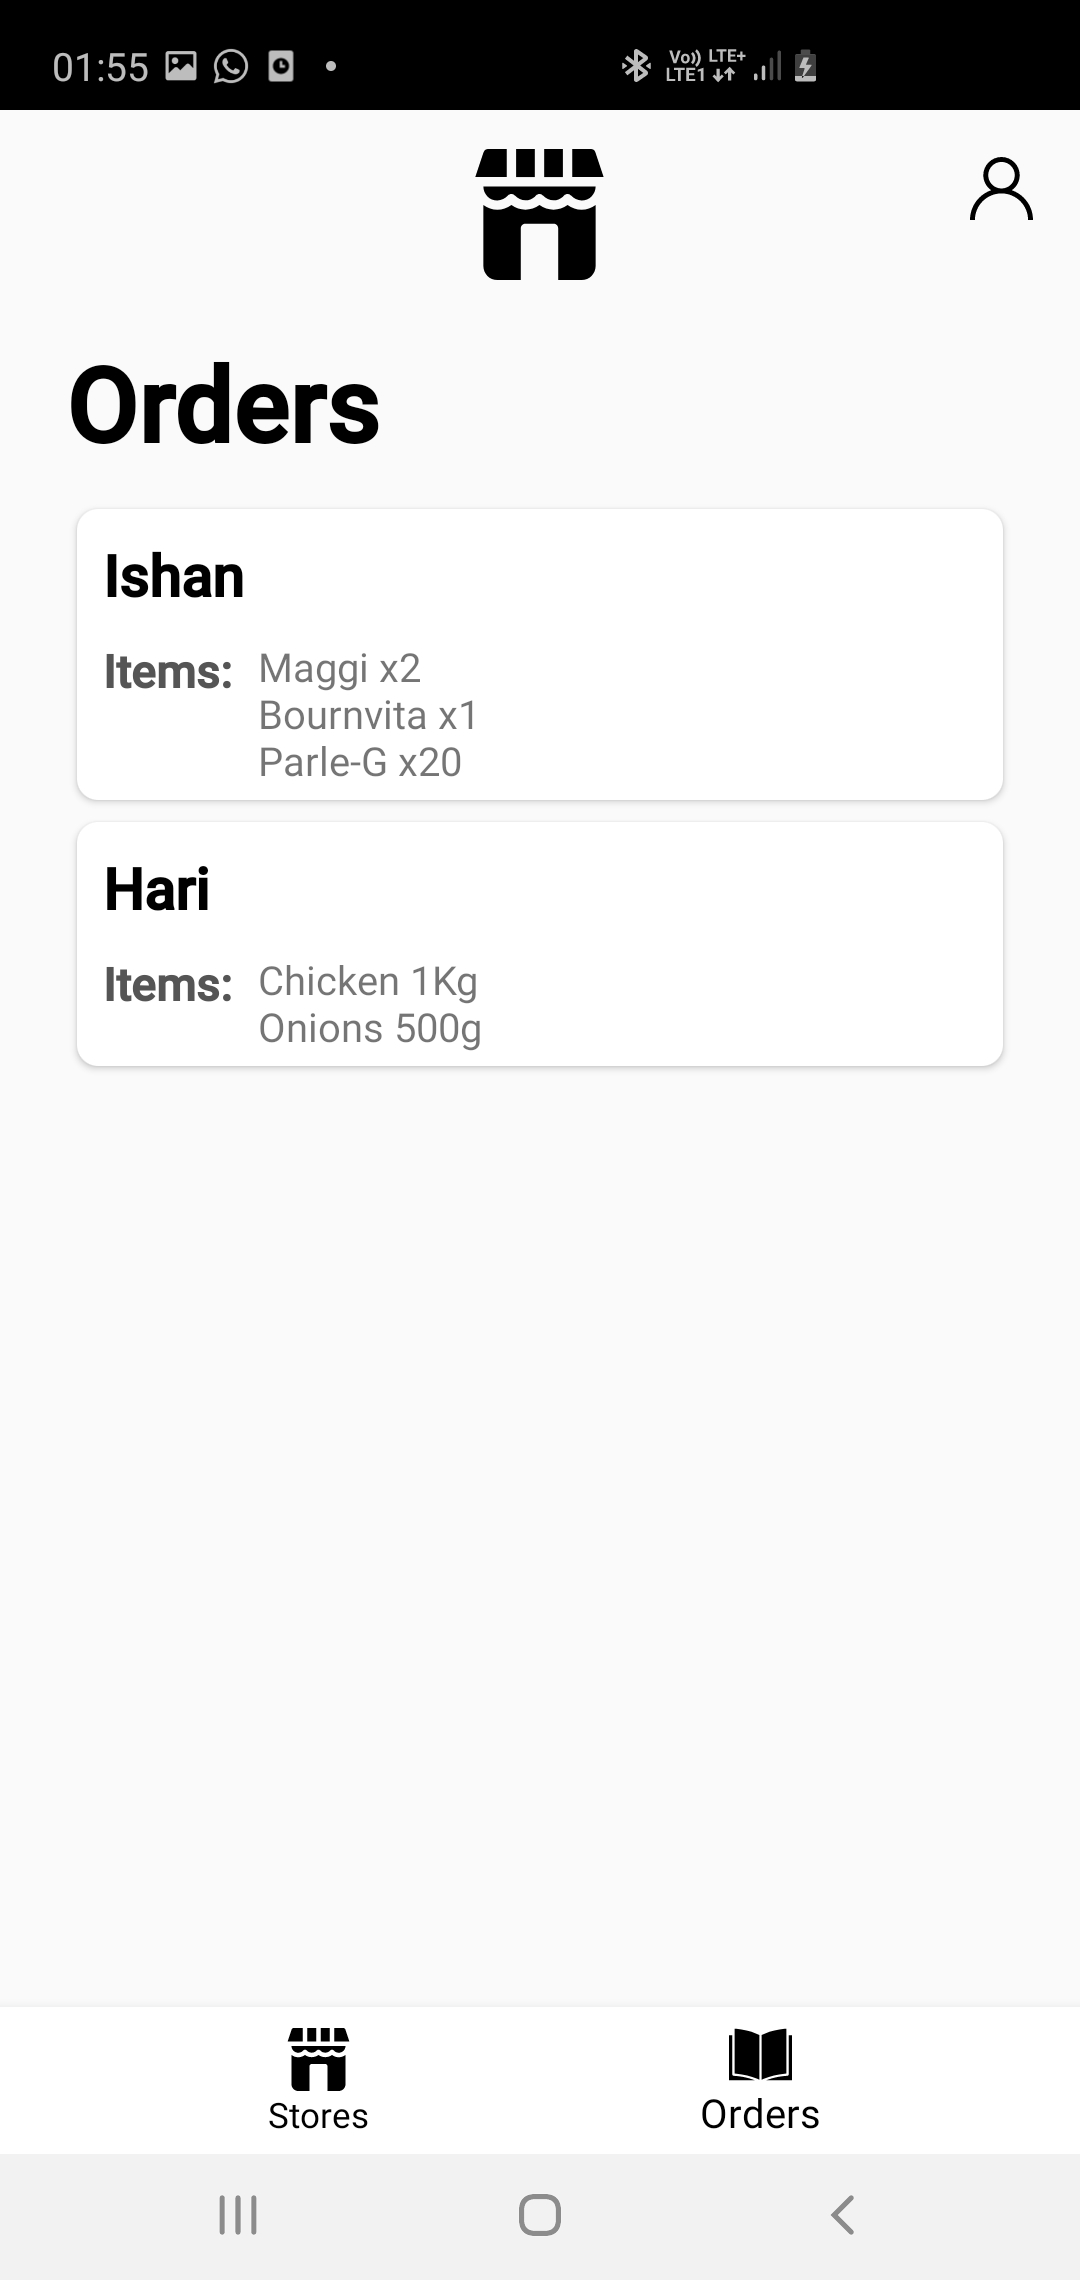 01:55
Vo)) LTE+
LTE1
Orders
Ishan
Items: Maggi x2
Bournvita x1
Parle-G x20
Hari
Items: Chicken 1Kg
Onions 500g
Stores
Orders